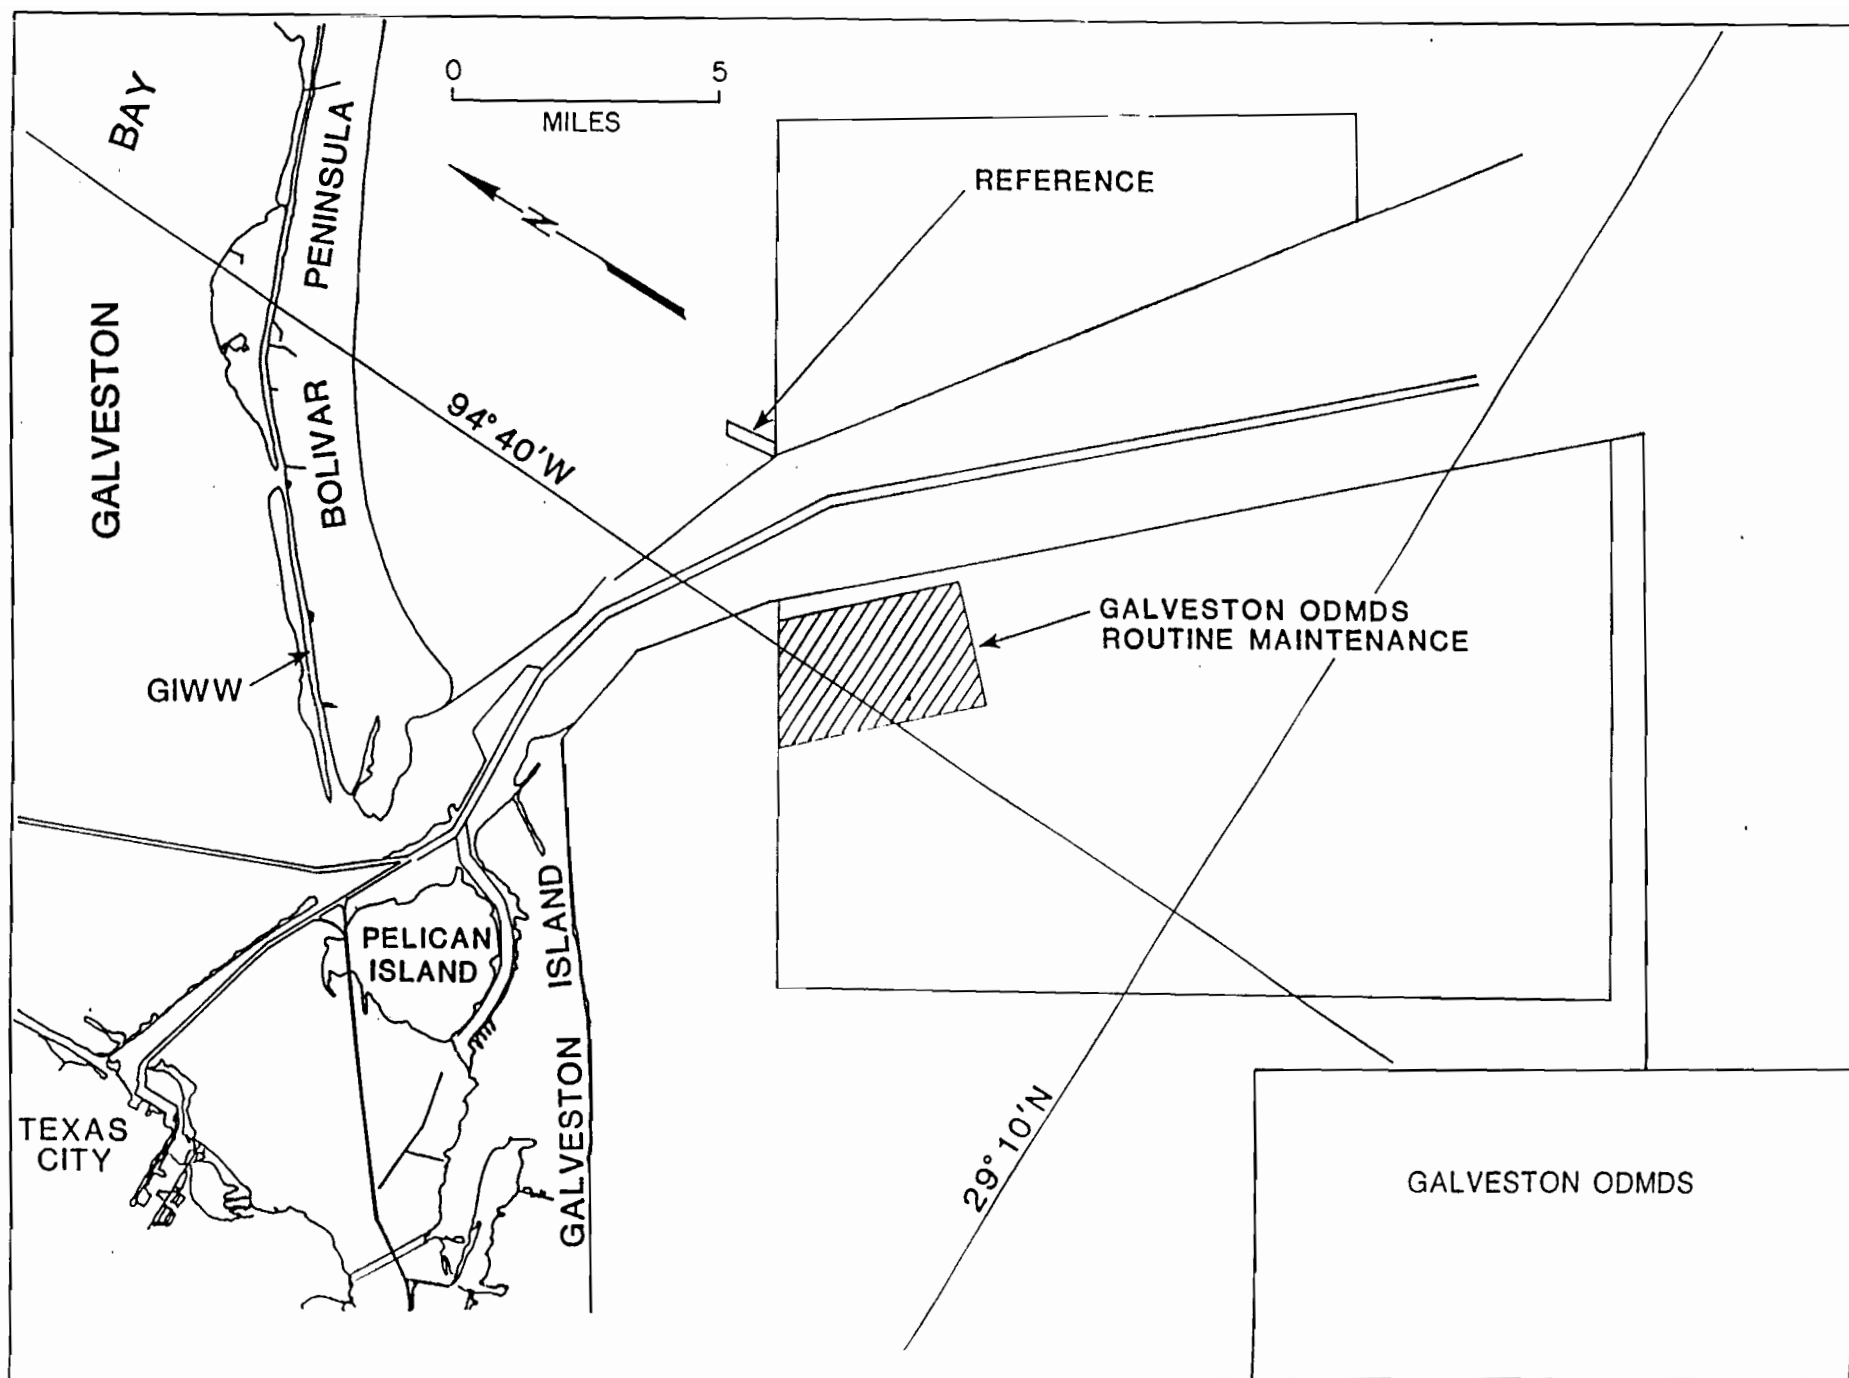 0 5
MILES
BAY
GALVESTON
BOLIVAR PENINSULA
N
REFERENCE
94°40'W
GIWW
GALVESTON ODMDS
ROUTINE MAINTENANCE
PELICAN
ISLAND
GALVESTON ISLAND
TEXAS
CITY
29°10'N
GALVESTON ODMDS